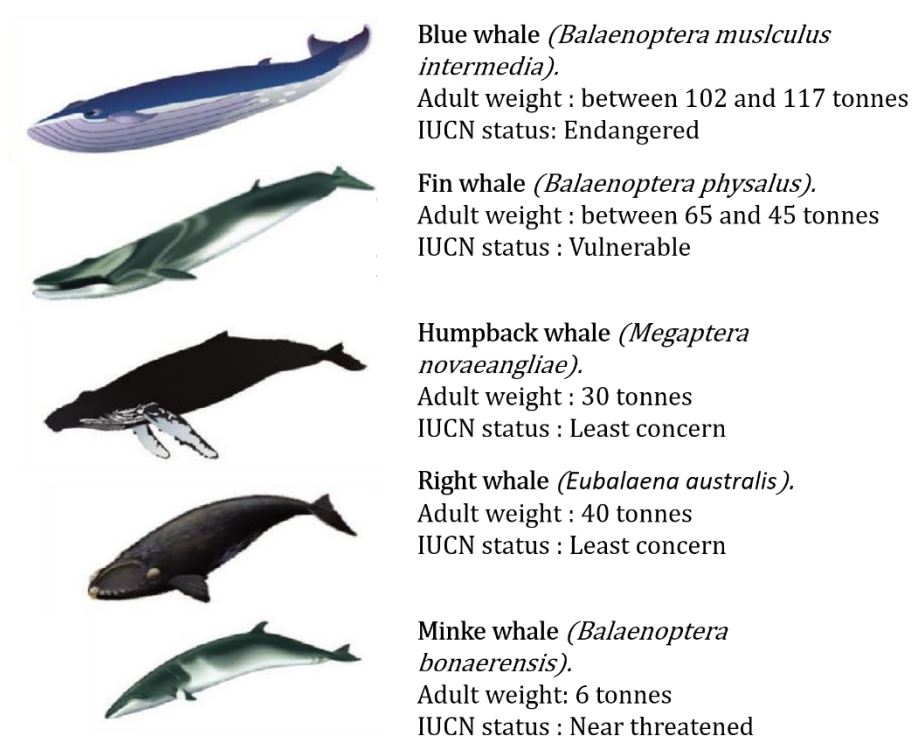 Blue whale (Balaenoptera muslculus
intermedia).
Adult weight : between 102 and 117 tonnes
IUCN status: Endangered
Fin whale (Balaenoptera physalus).
Adult weight : between 65 and 45 tonnes
IUCN status : Vulnerable
Humpback whale (Megaptera
novaeangliae).
Adult weight : 30 tonnes
IUCN status : Least concern
Right whale (Eubalaena australis).
Adult weight : 40 tonnes
IUCN status : Least concern
Minke whale (Balaenoptera
bonaerensis).
Adult weight: 6 tonnes
IUCN status : Near threatened